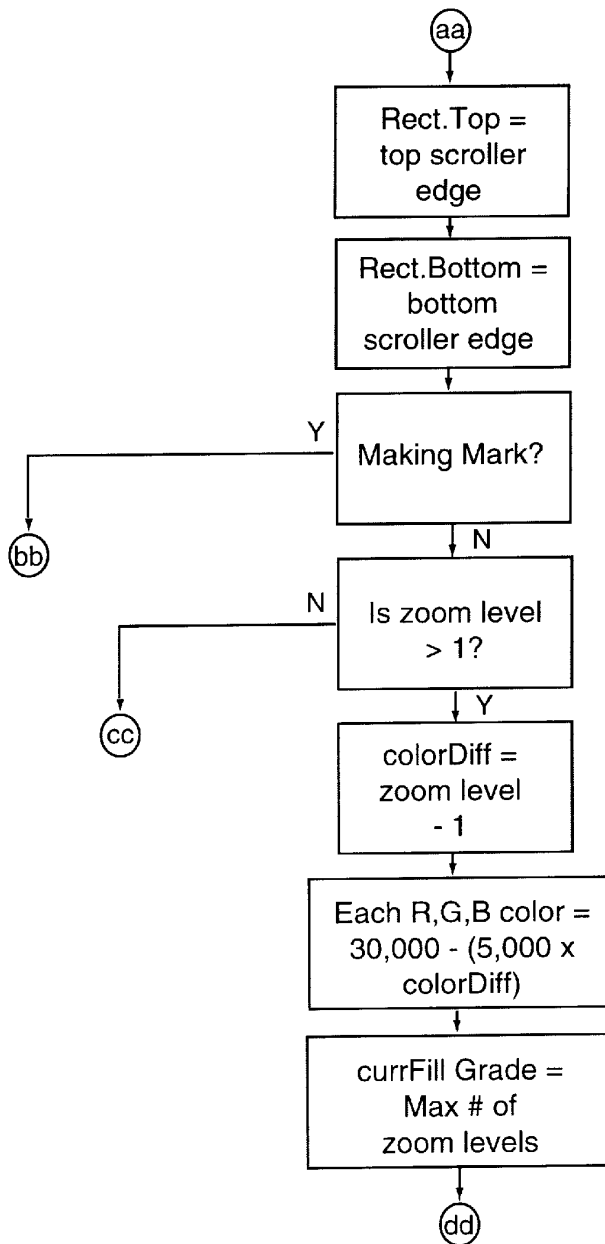 aa
Rect.Top =
top scroller
edge
Rect.Bottom =
bottom
scroller edge
Y
Making Mark?
bb
N
N
Is zoom level
> 1?
cc
Y
colorDiff =
zoom level
- 1
Each R,G,B color =
30,000 - (5,000 x
colorDiff)
currFill Grade =
Max # of
zoom levels
dd